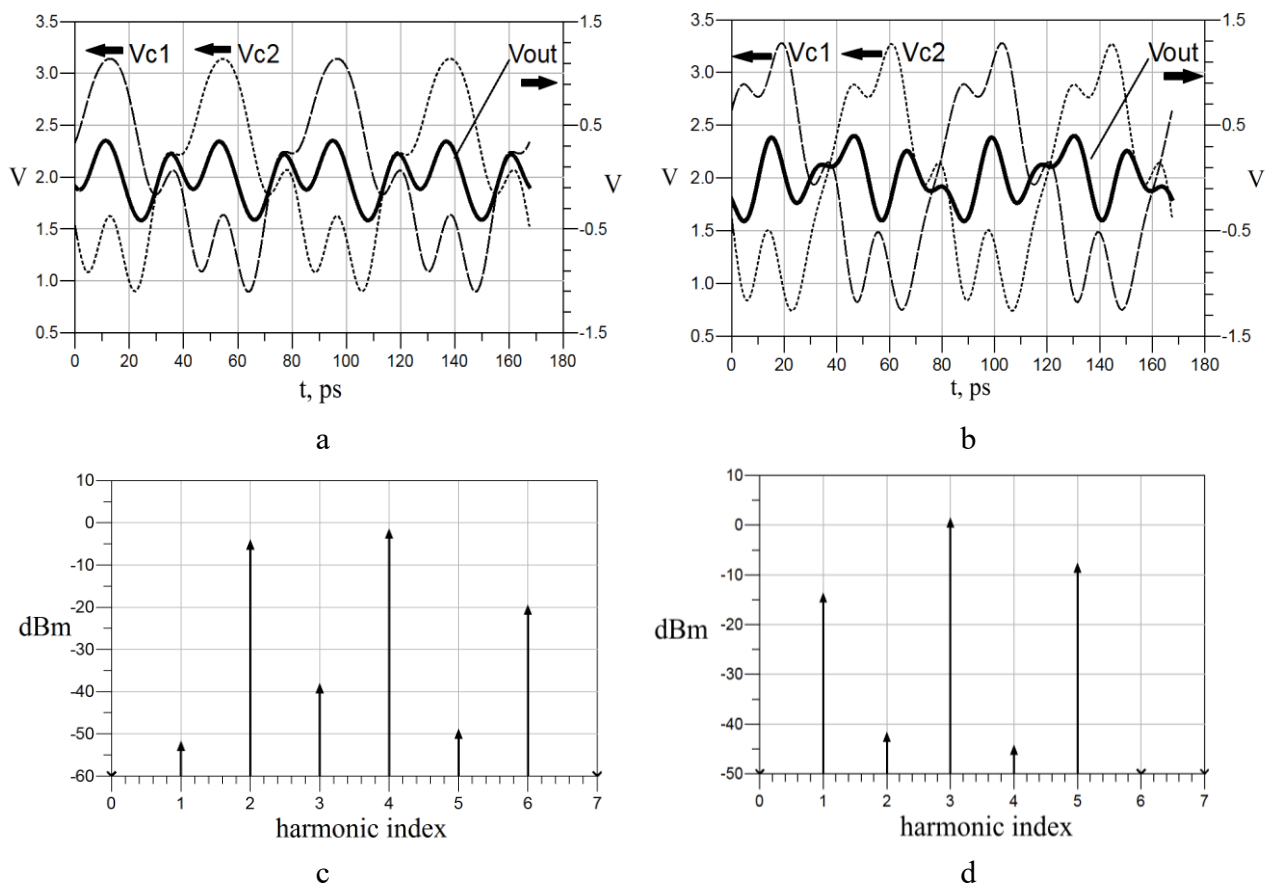 3.5 1.5
Vc1 Vc2 Vout
3.0
2.5 0.5
V 2.0 V
1.5 -0.5
1.0
0.5 -1.5
0 20 40 60 80 100 120 140 160 180
t, ps
a
3.5 1.5
Vc1 Vc2 Vout
3.0
2.5 0.5
V 2.0 V
1.5 -0.5
1.0
0.5 -1.5
0 20 40 60 80 100 120 140 160 180
t, ps
b
10
0
-10
-20
dBm
-30
-40
-50
-60
0 1 2 3 4 5 6 7
harmonic index
c
10
0
-10
-20
dBm
-30
-40
-50
0 1 2 3 4 5 6 7
harmonic index
d